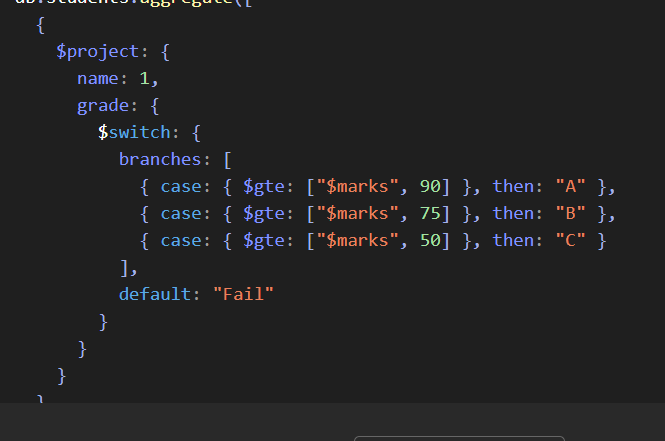 db.students.aggregate([
{
$project: {
name: 1,
grade: {
$switch: {
branches: [
{ case: { $gte: ["$marks", 90] }, then: "A" },
{ case: { $gte: ["$marks", 75] }, then: "B" },
{ case: { $gte: ["$marks", 50] }, then: "C" }
],
default: "Fail"
}
}
}
}